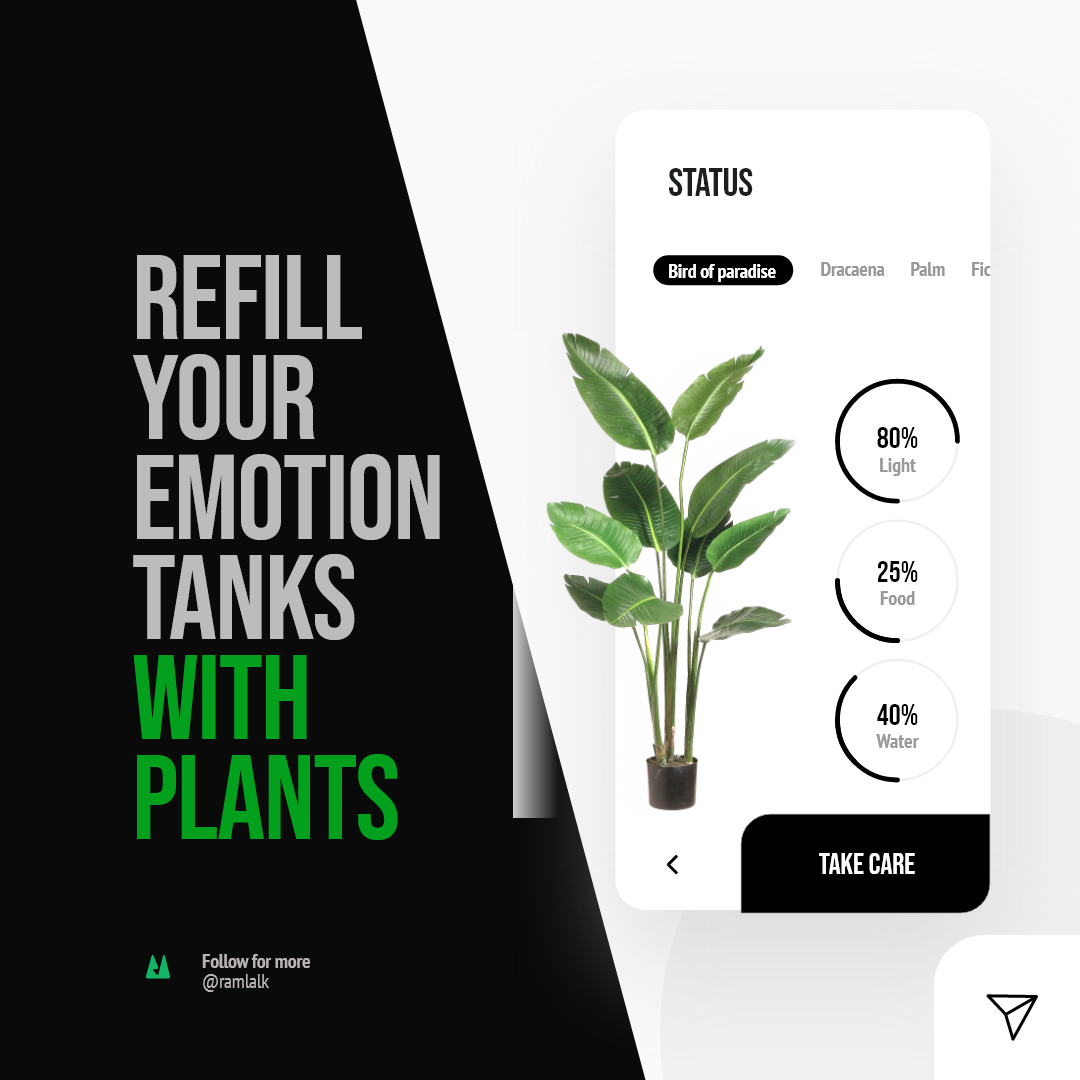 REFILL
YOUR
EMOTION
TANKS
WITH
PLANTS
Follow for more
@ramlalk
STATUS
Bird of paradise Dracaena Palm Fic
80%
Light
25%
Food
40%
Water
TAKE CARE